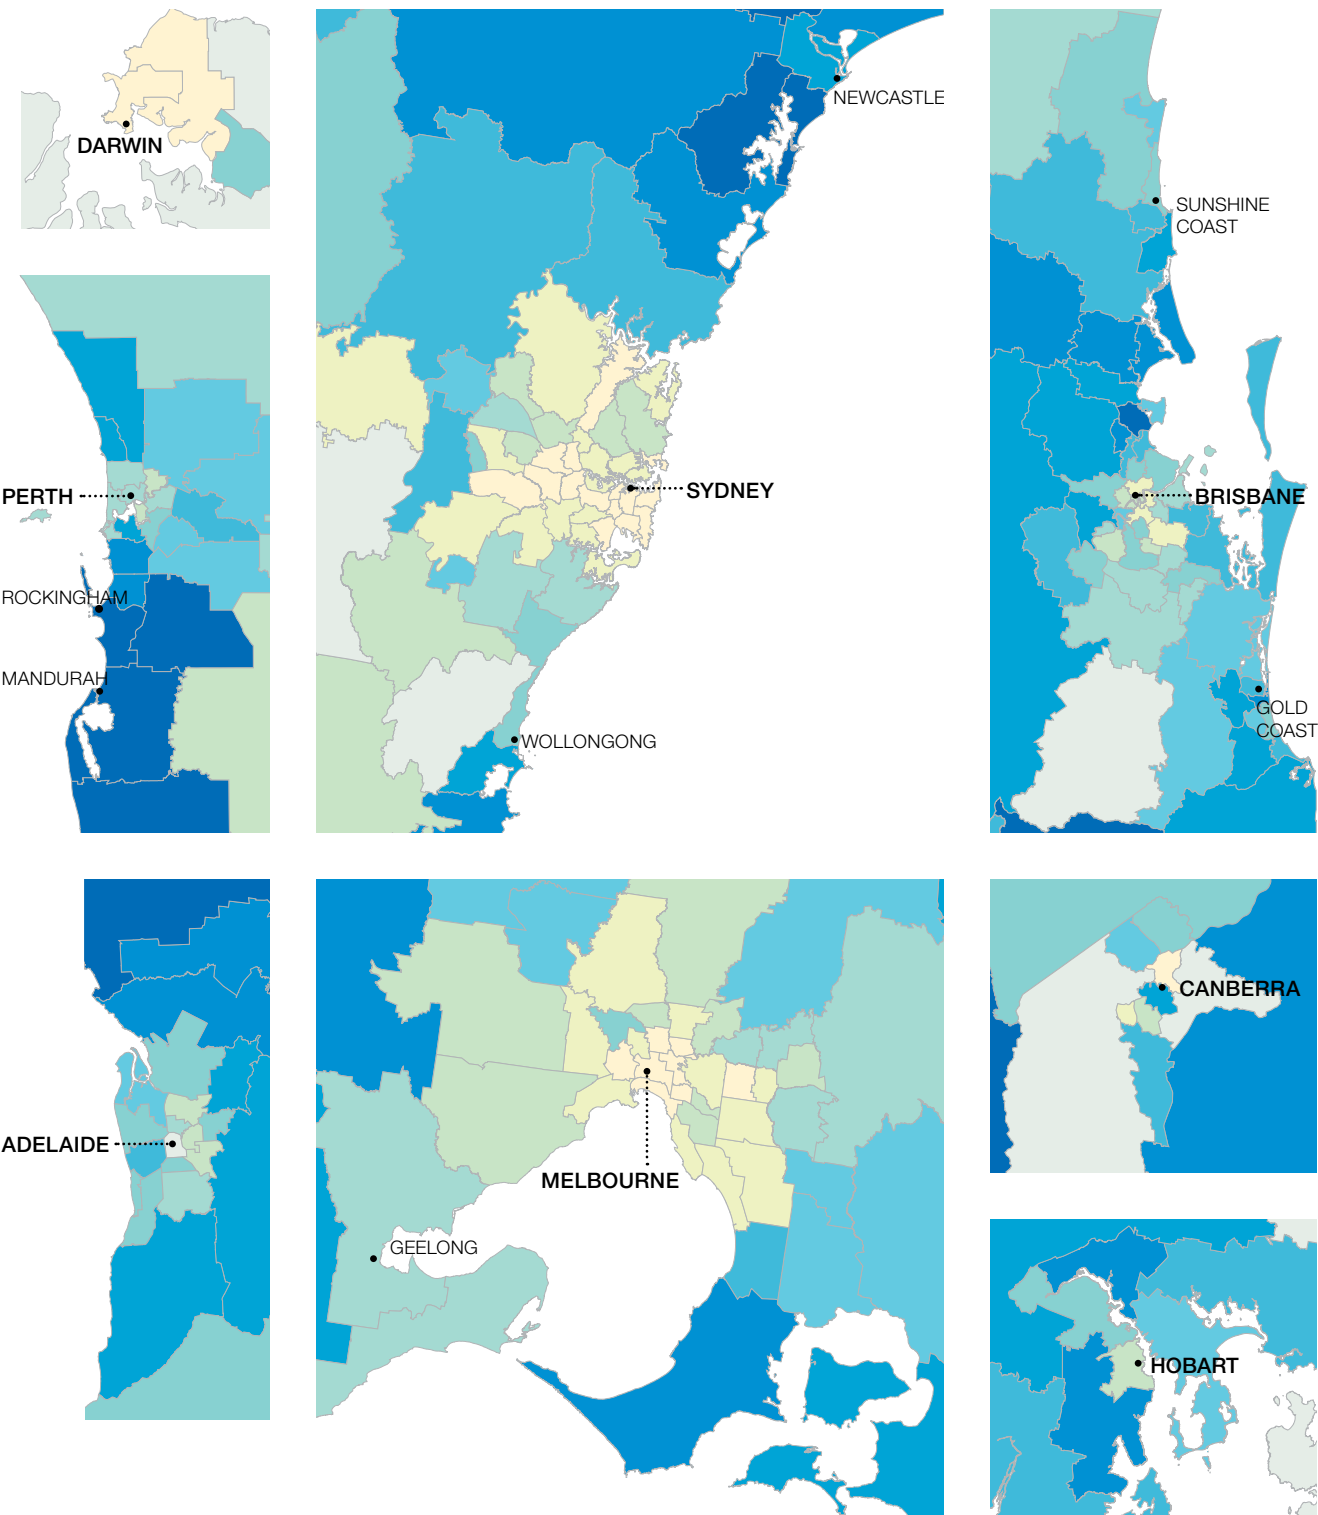 DARWIN
NEWCASTLE
SUNSHINE
COAST
PERTH
SYDNEY
BRISBANE
ROCKINGHAM
MANDURAH
GOLD
COAST
WOLLONGONG
CANBERRA
ADELAIDE
MELBOURNE
GEELONG
HOBART